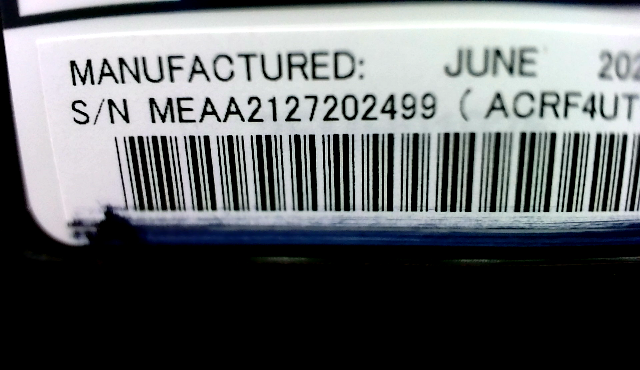 MANUFACTURED: JUNE 202
S/N MEAA2127202499 ( ACRF4UT